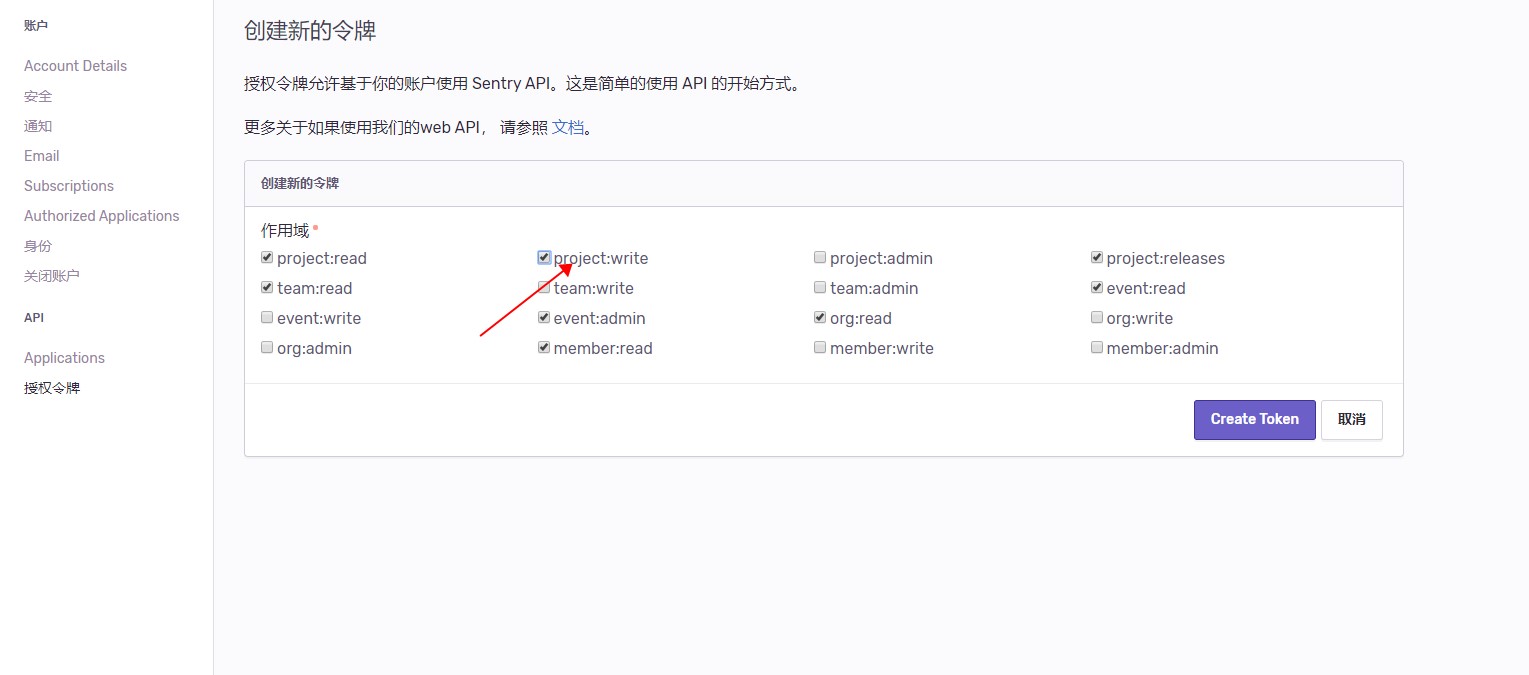 账户
Account Details
安全
通知
Email
Subscriptions
Authorized Applications
身份
关闭账户
API
Applications
授权令牌
创建新的令牌
授权令牌允许基于你的账户使用 Sentry API。这是简单的使用 API 的开始方式。
更多关于如果使用我们的web API， 请参照 文档。
创建新的令牌
作用域
project:read project:write project:admin project:releases
team:read team:write team:admin event:read
event:write event:admin org:read org:write
org:admin member:read member:write member:admin
Create Token 取消